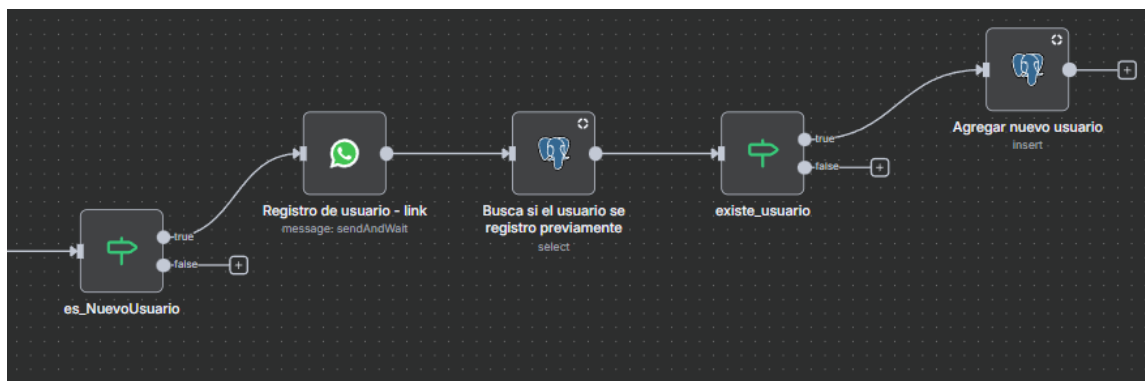 true
false
es_NuevoUsuario
Registro de usuario - link
message: sendAndWait
Busca si el usuario se
registro previamente
select
true
false
existe_usuario
Agregar nuevo usuario
insert